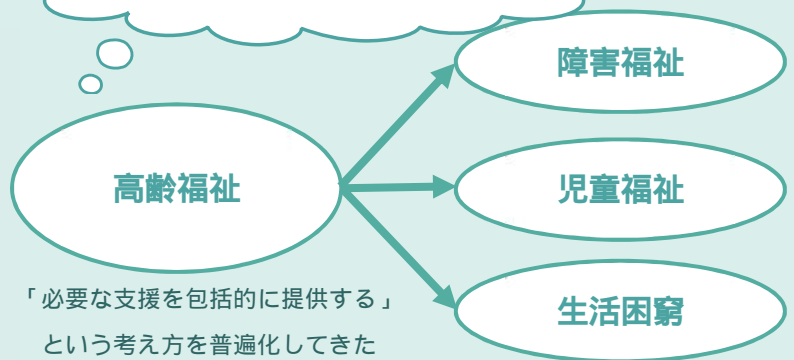 障害福祉
高齢福祉
児童福祉
生活困窮
「必要な支援を包括的に提供する」
という考え方を普遍化してきた